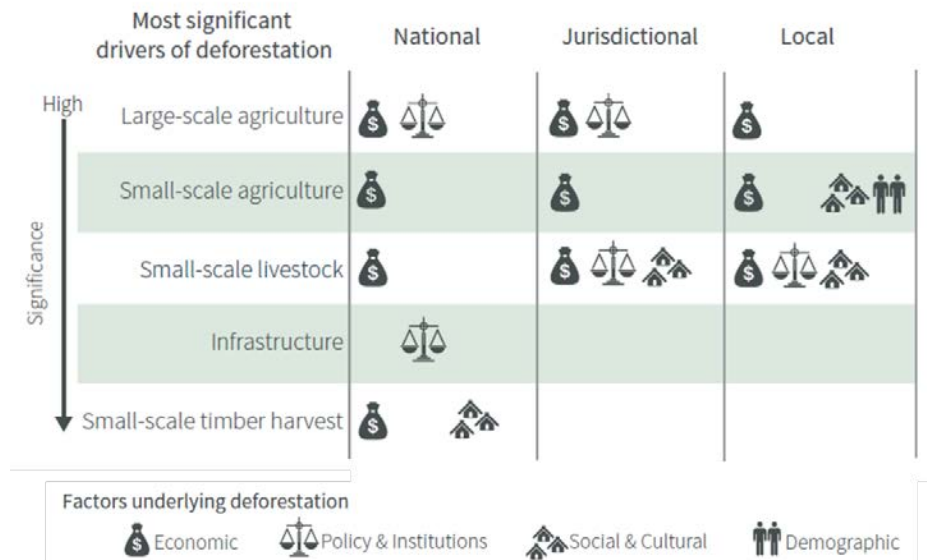 Most significant
drivers of deforestation
National
Jurisdictional
Local
High
Significance
Large-scale agriculture
$
$
$
Small-scale agriculture
$
$
$
Small-scale livestock
$
$
$
Infrastructure
Small-scale timber harvest
$
Factors underlying deforestation
$ Economic
Policy & Institutions
Social & Cultural
Demographic